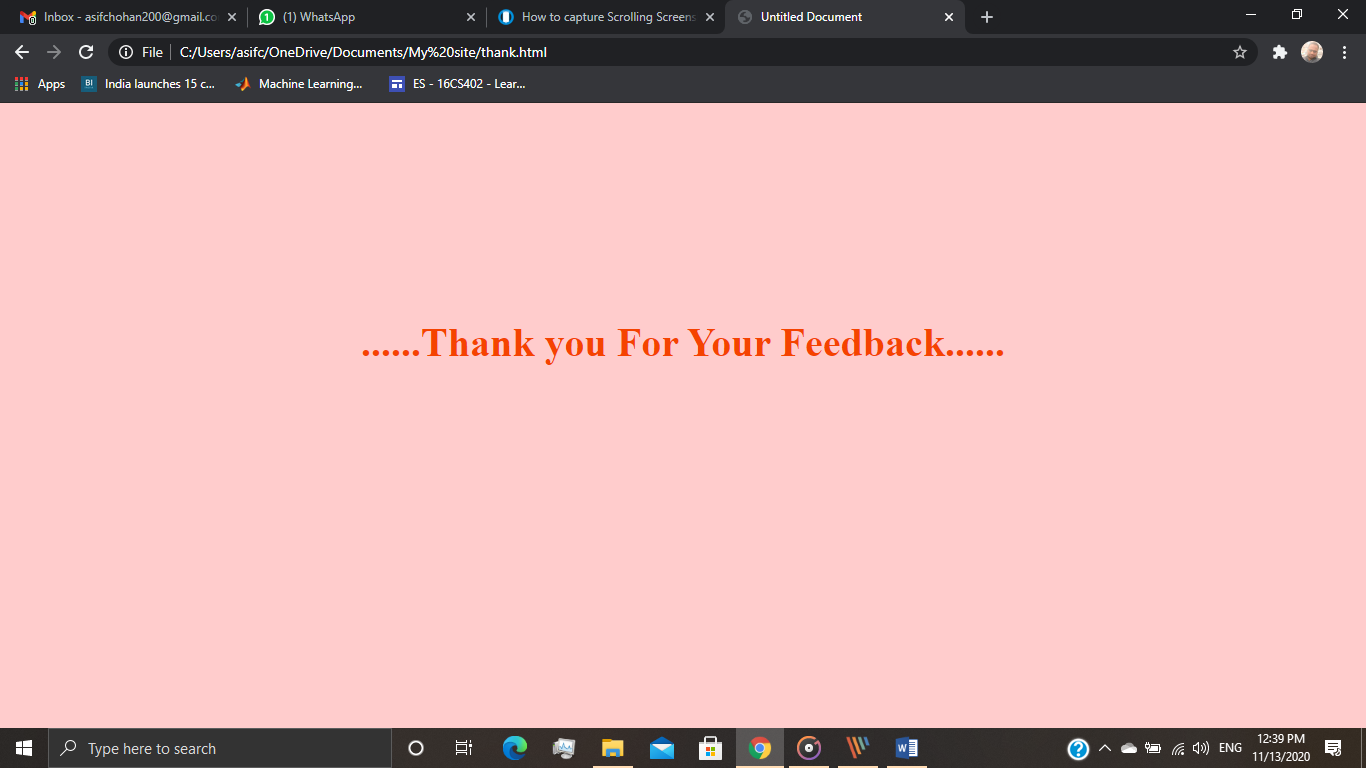 Inbox - asifchohan200@gmail.co
(1) WhatsApp
How to capture Scrolling Screens
Untitled Document
File
C:/Users/asifc/OneDrive/Documents/My%20site/thank.html
Apps
BI
India launches 15 c...
Machine Learning...
ES - 16CS402 - Lear...
......Thank you For Your Feedback......
Type here to search
ENG
12:39 PM
11/13/2020